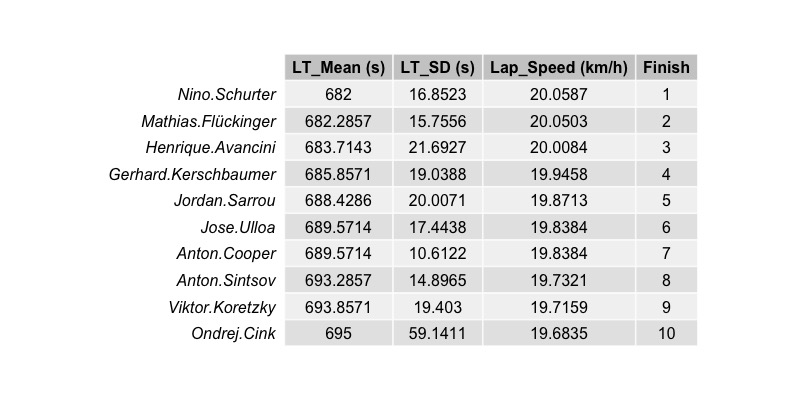 LT_Mean (s) LT_SD (s) Lap_Speed (km/h) Finish
Nino.Schurter 682 16.8523 20.0587 1
Mathias.Flückinger 682.2857 15.7556 20.0503 2
Henrique.Avancini 683.7143 21.6927 20.0084 3
Gerhard.Kerschbaumer 685.8571 19.0388 19.9458 4
Jordan.Sarrou 688.4286 20.0071 19.8713 5
Jose.Ulloa 689.5714 17.4438 19.8384 6
Anton.Cooper 689.5714 10.6122 19.8384 7
Anton.Sintsov 693.2857 14.8965 19.7321 8
Viktor.Koretzky 693.8571 19.403 19.7159 9
Ondrej.Cink 695 59.1411 19.6835 10